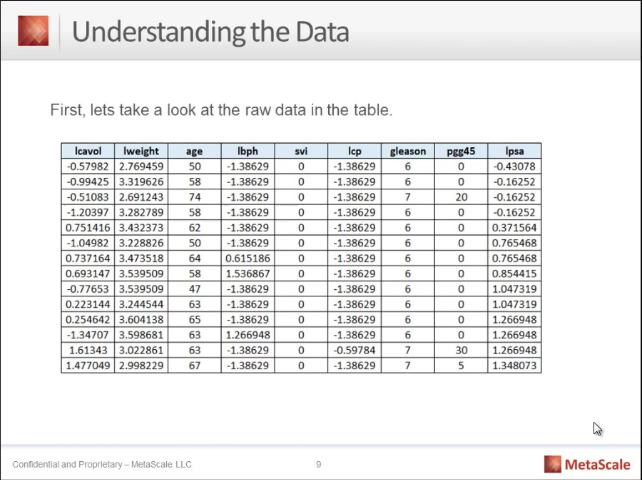 Understanding the Data
First, lets take a look at the raw data in the table.
lcavol lweight age lbph svi lcp gleason pgg45 lpsa
-0.57982 2.769459 50 -1.38629 0 -1.38629 6 0 -0.43078
-0.99425 3.319626 58 -1.38629 0 -1.38629 6 0 -0.16252
-0.51083 2.691243 74 -1.38629 0 -1.38629 7 20 -0.16252
-1.20397 3.282789 58 -1.38629 0 -1.38629 6 0 -0.16252
0.751416 3.432373 62 -1.38629 0 -1.38629 6 0 0.371564
-1.04982 3.228826 50 -1.38629 0 -1.38629 6 0 0.765468
0.737164 3.473518 64 0.615186 0 -1.38629 6 0 0.765468
0.693147 3.539509 58 1.536867 0 -1.38629 6 0 0.854415
-0.77653 3.539509 47 -1.38629 0 -1.38629 6 0 1.047319
0.223144 3.244544 63 -1.38629 0 -1.38629 6 0 1.047319
0.254642 3.604138 65 -1.38629 0 -1.38629 6 0 1.266948
-1.34707 3.598681 63 1.266948 0 -1.38629 6 0 1.266948
1.61343 3.022861 63 -1.38629 0 -0.59784 7 30 1.266948
1.477049 2.998229 67 -1.38629 0 -1.38629 7 5 1.348073
Confidential and Proprietary – MetaScale LLC 9 MetaScale